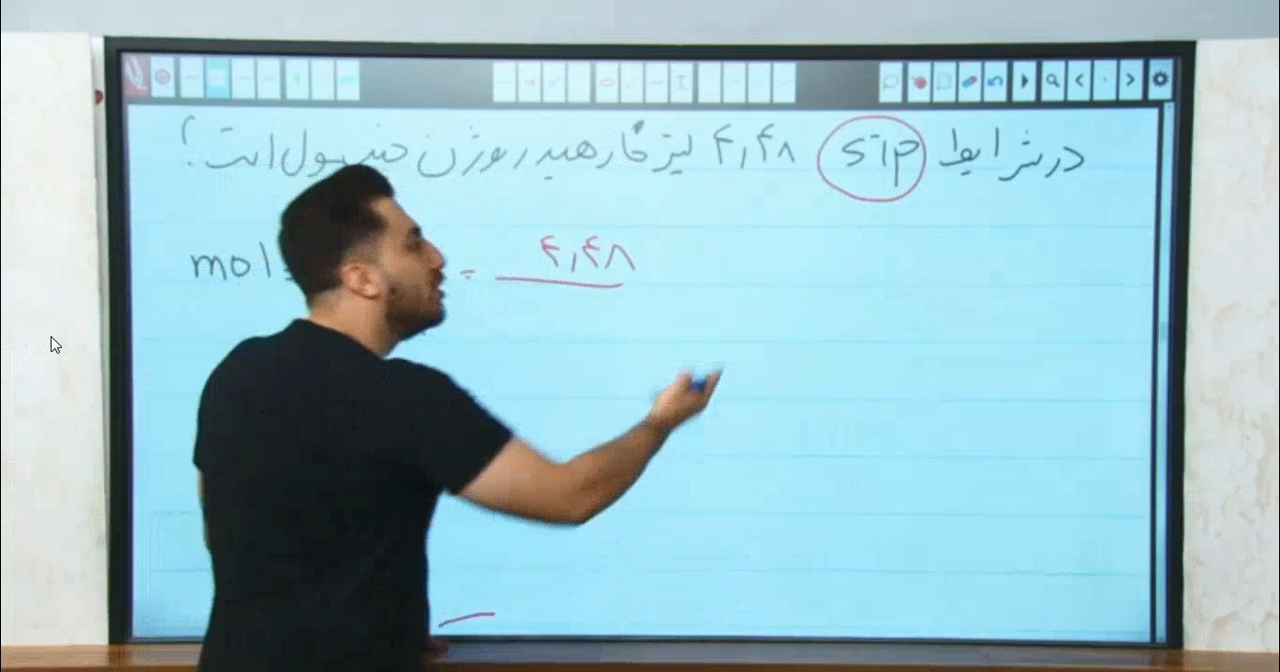 در شرایط STP ۴,۴۸ لیتر گاز هیدروژن چند مول است؟
mol = ۴,۴۸